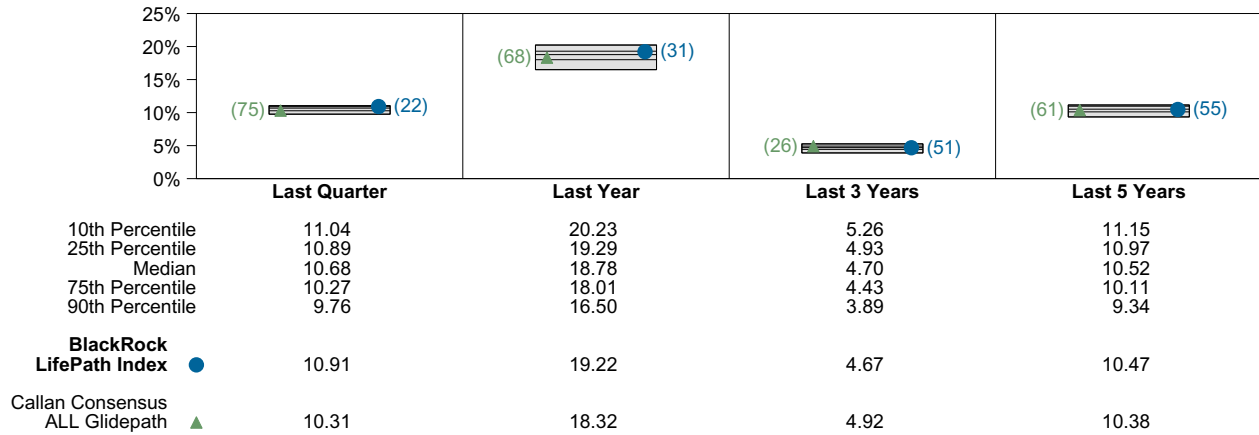 25%
20%
15%
10%
5%
0%
(75)
(22)
(68)
(31)
(26)
(51)
(61)
(55)
Last Quarter Last Year Last 3 Years Last 5 Years
10th Percentile 11.04 20.23 5.26 11.15
25th Percentile 10.89 19.29 4.93 10.97
Median 10.68 18.78 4.70 10.52
75th Percentile 10.27 18.01 4.43 10.11
90th Percentile 9.76 16.50 3.89 9.34
BlackRock
LifePath Index 10.91 19.22 4.67 10.47
Callan Consensus
ALL Glidepath 10.31 18.32 4.92 10.38